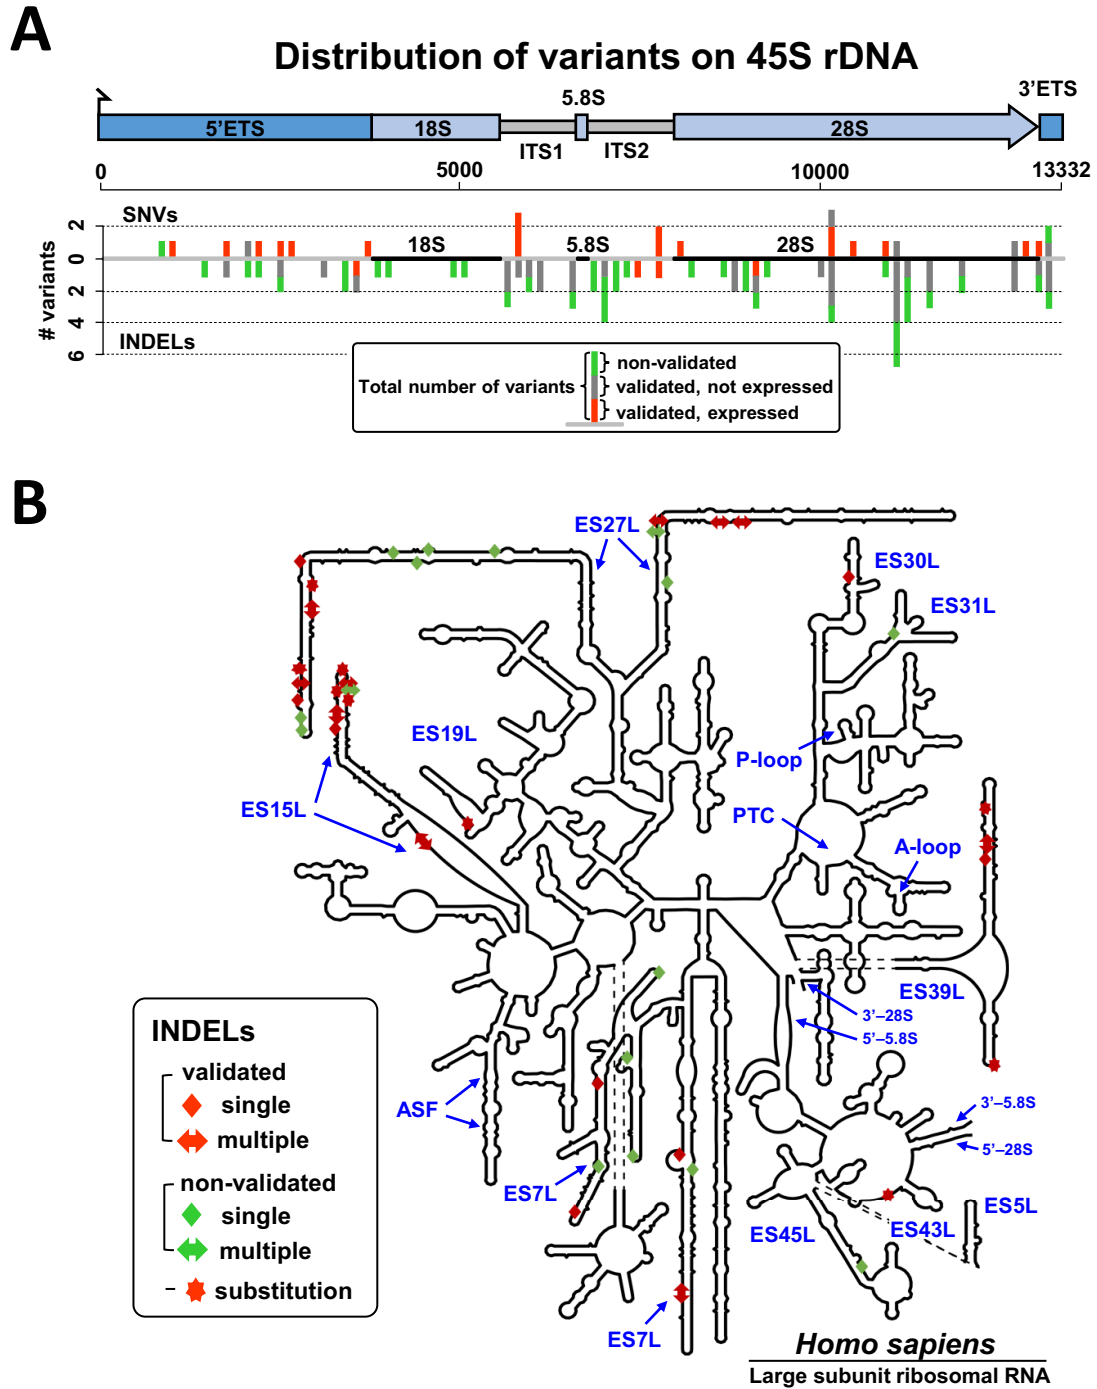 A
Distribution of variants on 45S rDNA
5.8S
3'ETS
5'ETS
18S
28S
ITS1
ITS2
0
5000
10000
13332
SNVs
18S
5.8S
28S
# variants
2
0
2
4
6
INDELs
Total number of variants
non-validated
validated, not expressed
validated, expressed
B
ES27L
ES30L
ES31L
ES19L
P-loop
ES15L
PTC
A-loop
ES39L
3'–28S
5'–5.8S
INDELs
validated
single
multiple
non-validated
single
multiple
substitution
ASF
3'–5.8S
5'–28S
ES7L
ES5L
ES45L
ES43L
ES7L
Homo sapiens
Large subunit ribosomal RNA